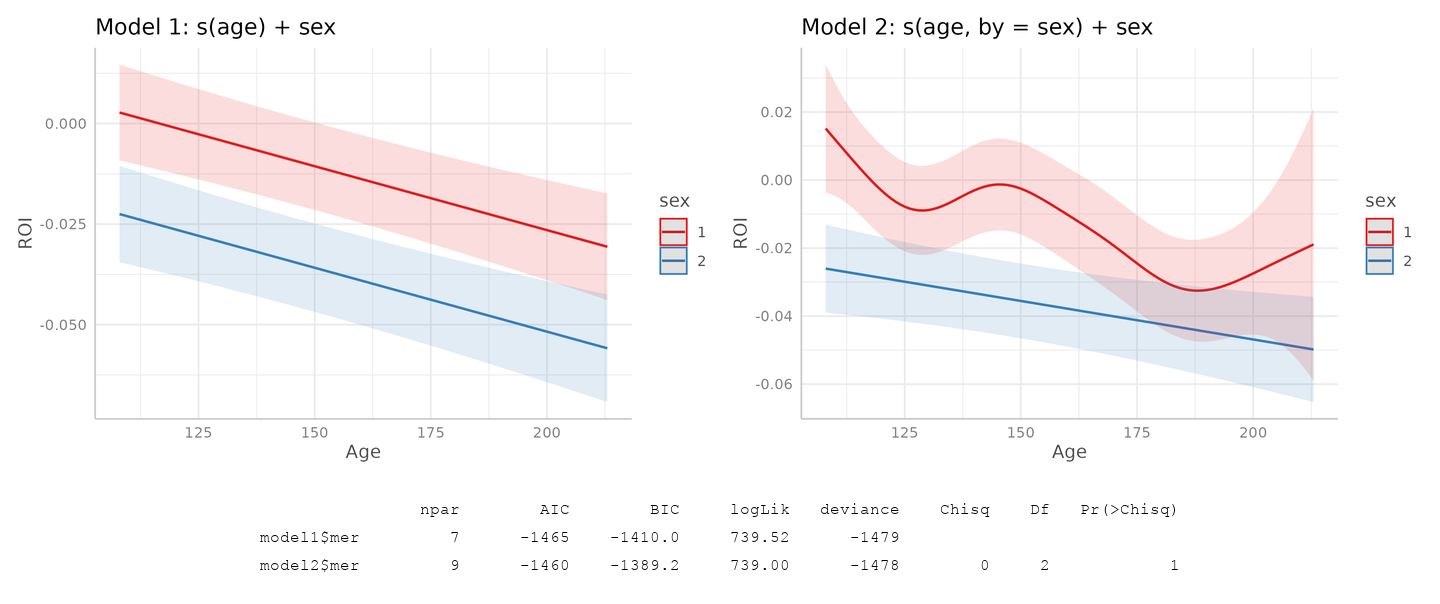 Model 1: s(age) + sex
0.000
-0.025
-0.050
ROI
125 150 175 200
Age
sex
1
2
Model 2: s(age, by = sex) + sex
0.02
0.00
-0.02
-0.04
-0.06
ROI
125 150 175 200
Age
sex
1
2
npar AIC BIC logLik deviance Chisq Df Pr(>Chisq)
model1$mer 7 -1465 -1410.0 739.52 -1479
model2$mer 9 -1460 -1389.2 739.00 -1478 0 2 1